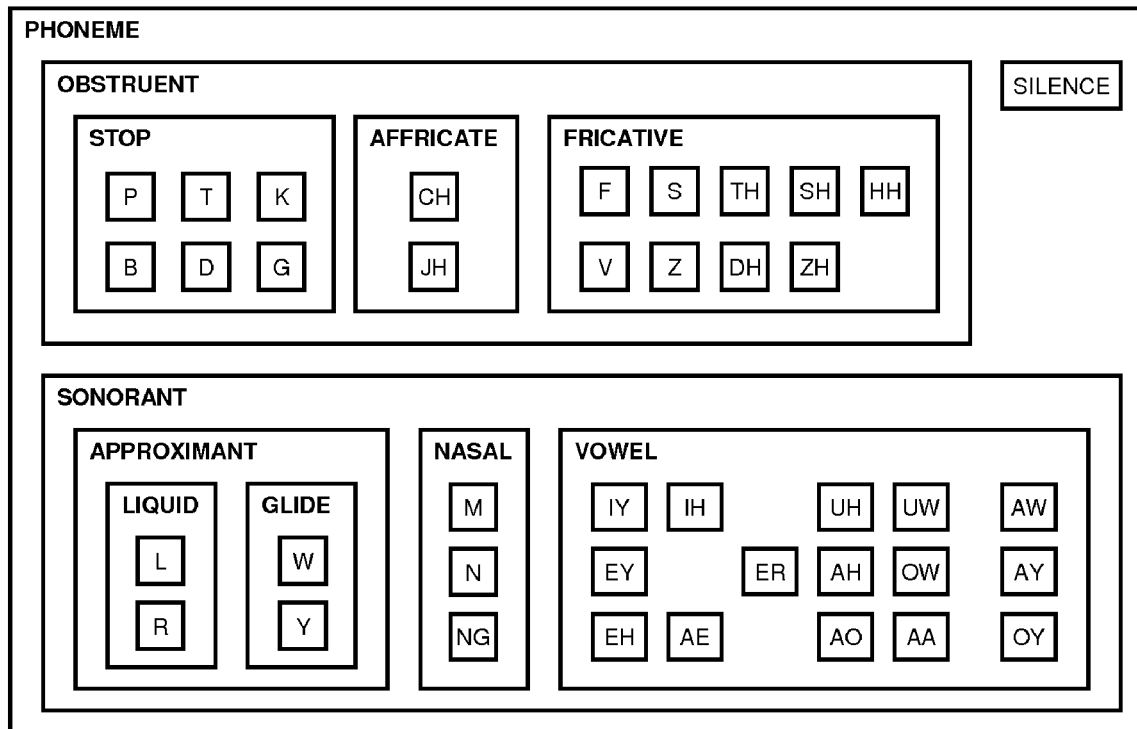 PHONEME
OBSTRUENT
SILENCE
STOP AFFRICATE FRICATIVE
P T K CH F S TH SH HH
B D G JH V Z DH ZH
SONORANT
APPROXIMANT NASAL VOWEL
LIQUID GLIDE M IY IH UH UW AW
L W N EY ER AH OW AY
R Y NG EH AE AO AA OY